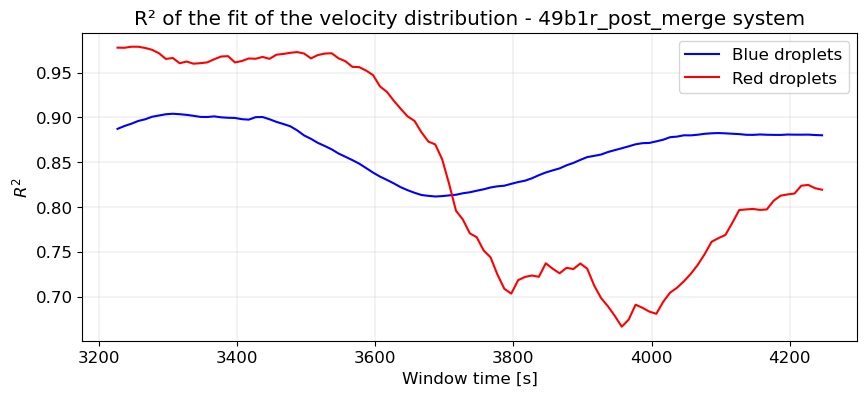 R² of the fit of the velocity distribution - 49b1r_post_merge system
Blue droplets
Red droplets
0.95
0.90
0.85
0.80
0.75
0.70
R²
3200 3400 3600 3800 4000 4200
Window time [s]